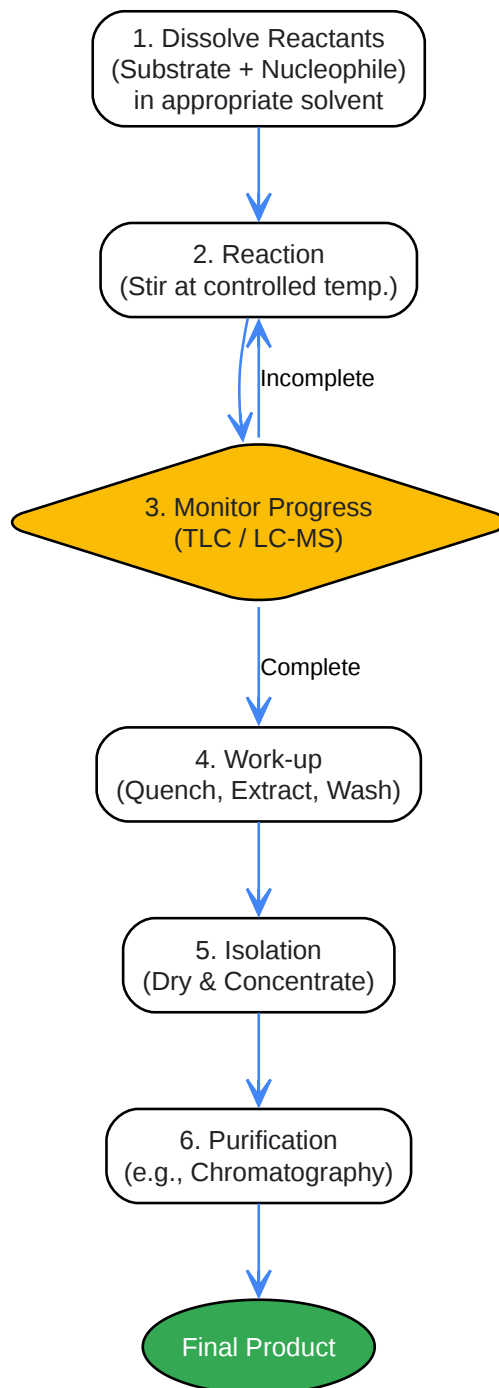 1. Dissolve Reactants
(Substrate + Nucleophile)
in appropriate solvent
2. Reaction
(Stir at controlled temp.)
Incomplete
3. Monitor Progress
(TLC / LC-MS)
Complete
4. Work-up
(Quench, Extract, Wash)
5. Isolation
(Dry & Concentrate)
6. Purification
(e.g., Chromatography)
Final Product